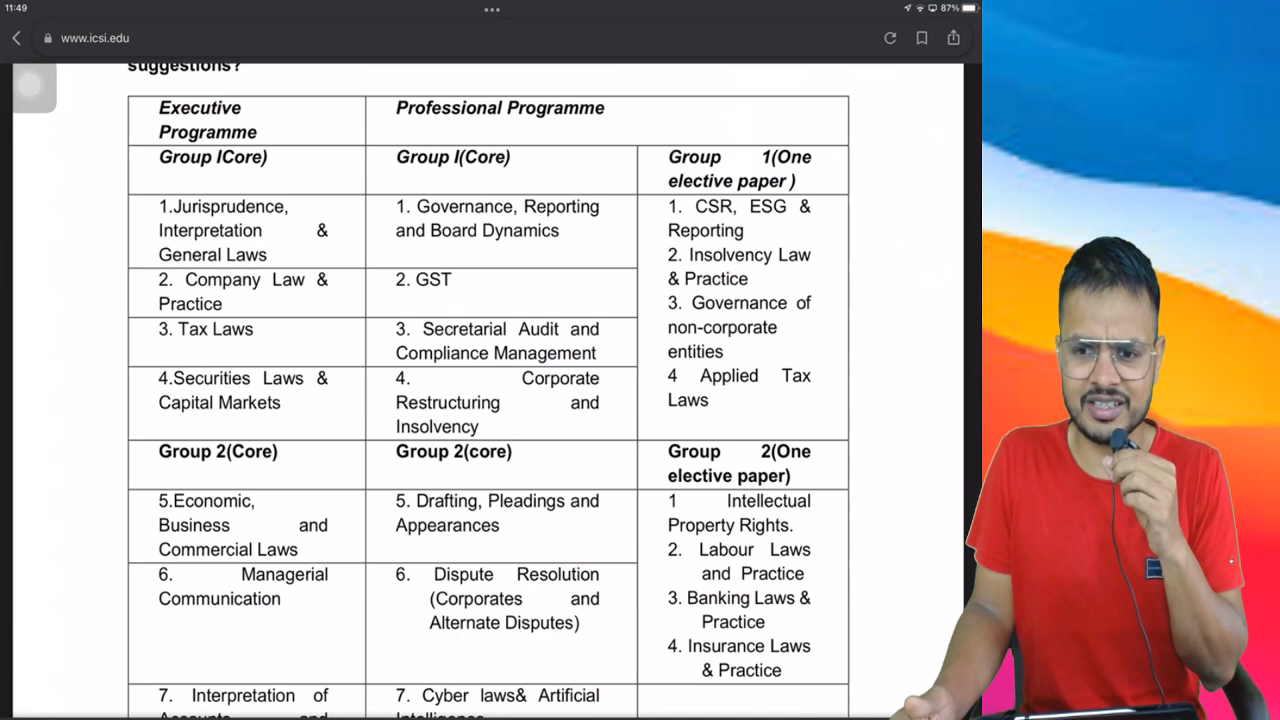 11:49
87%
www.icsi.edu
suggestions?
Executive
Programme
Professional Programme
Group ICore)
Group I(Core)
Group 1(One
elective paper )
1.Jurisprudence,
Interpretation &
General Laws
1. Governance, Reporting
and Board Dynamics
1. CSR, ESG &
Reporting
2. Insolvency Law
& Practice
3. Governance of
non-corporate
entities
4 Applied Tax
Laws
2. Company Law &
Practice
2. GST
3. Tax Laws
3. Secretarial Audit and
Compliance Management
4.Securities Laws &
Capital Markets
4. Corporate
Restructuring and
Insolvency
Group 2(Core)
Group 2(core)
Group 2(One
elective paper)
5.Economic,
Business and
Commercial Laws
5. Drafting, Pleadings and
Appearances
1 Intellectual
Property Rights.
2. Labour Laws
and Practice
3. Banking Laws &
Practice
4. Insurance Laws
& Practice
6. Managerial
Communication
6. Dispute Resolution
(Corporates and
Alternate Disputes)
7. Interpretation of
Accounts and
7. Cyber laws& Artificial
Intelligence